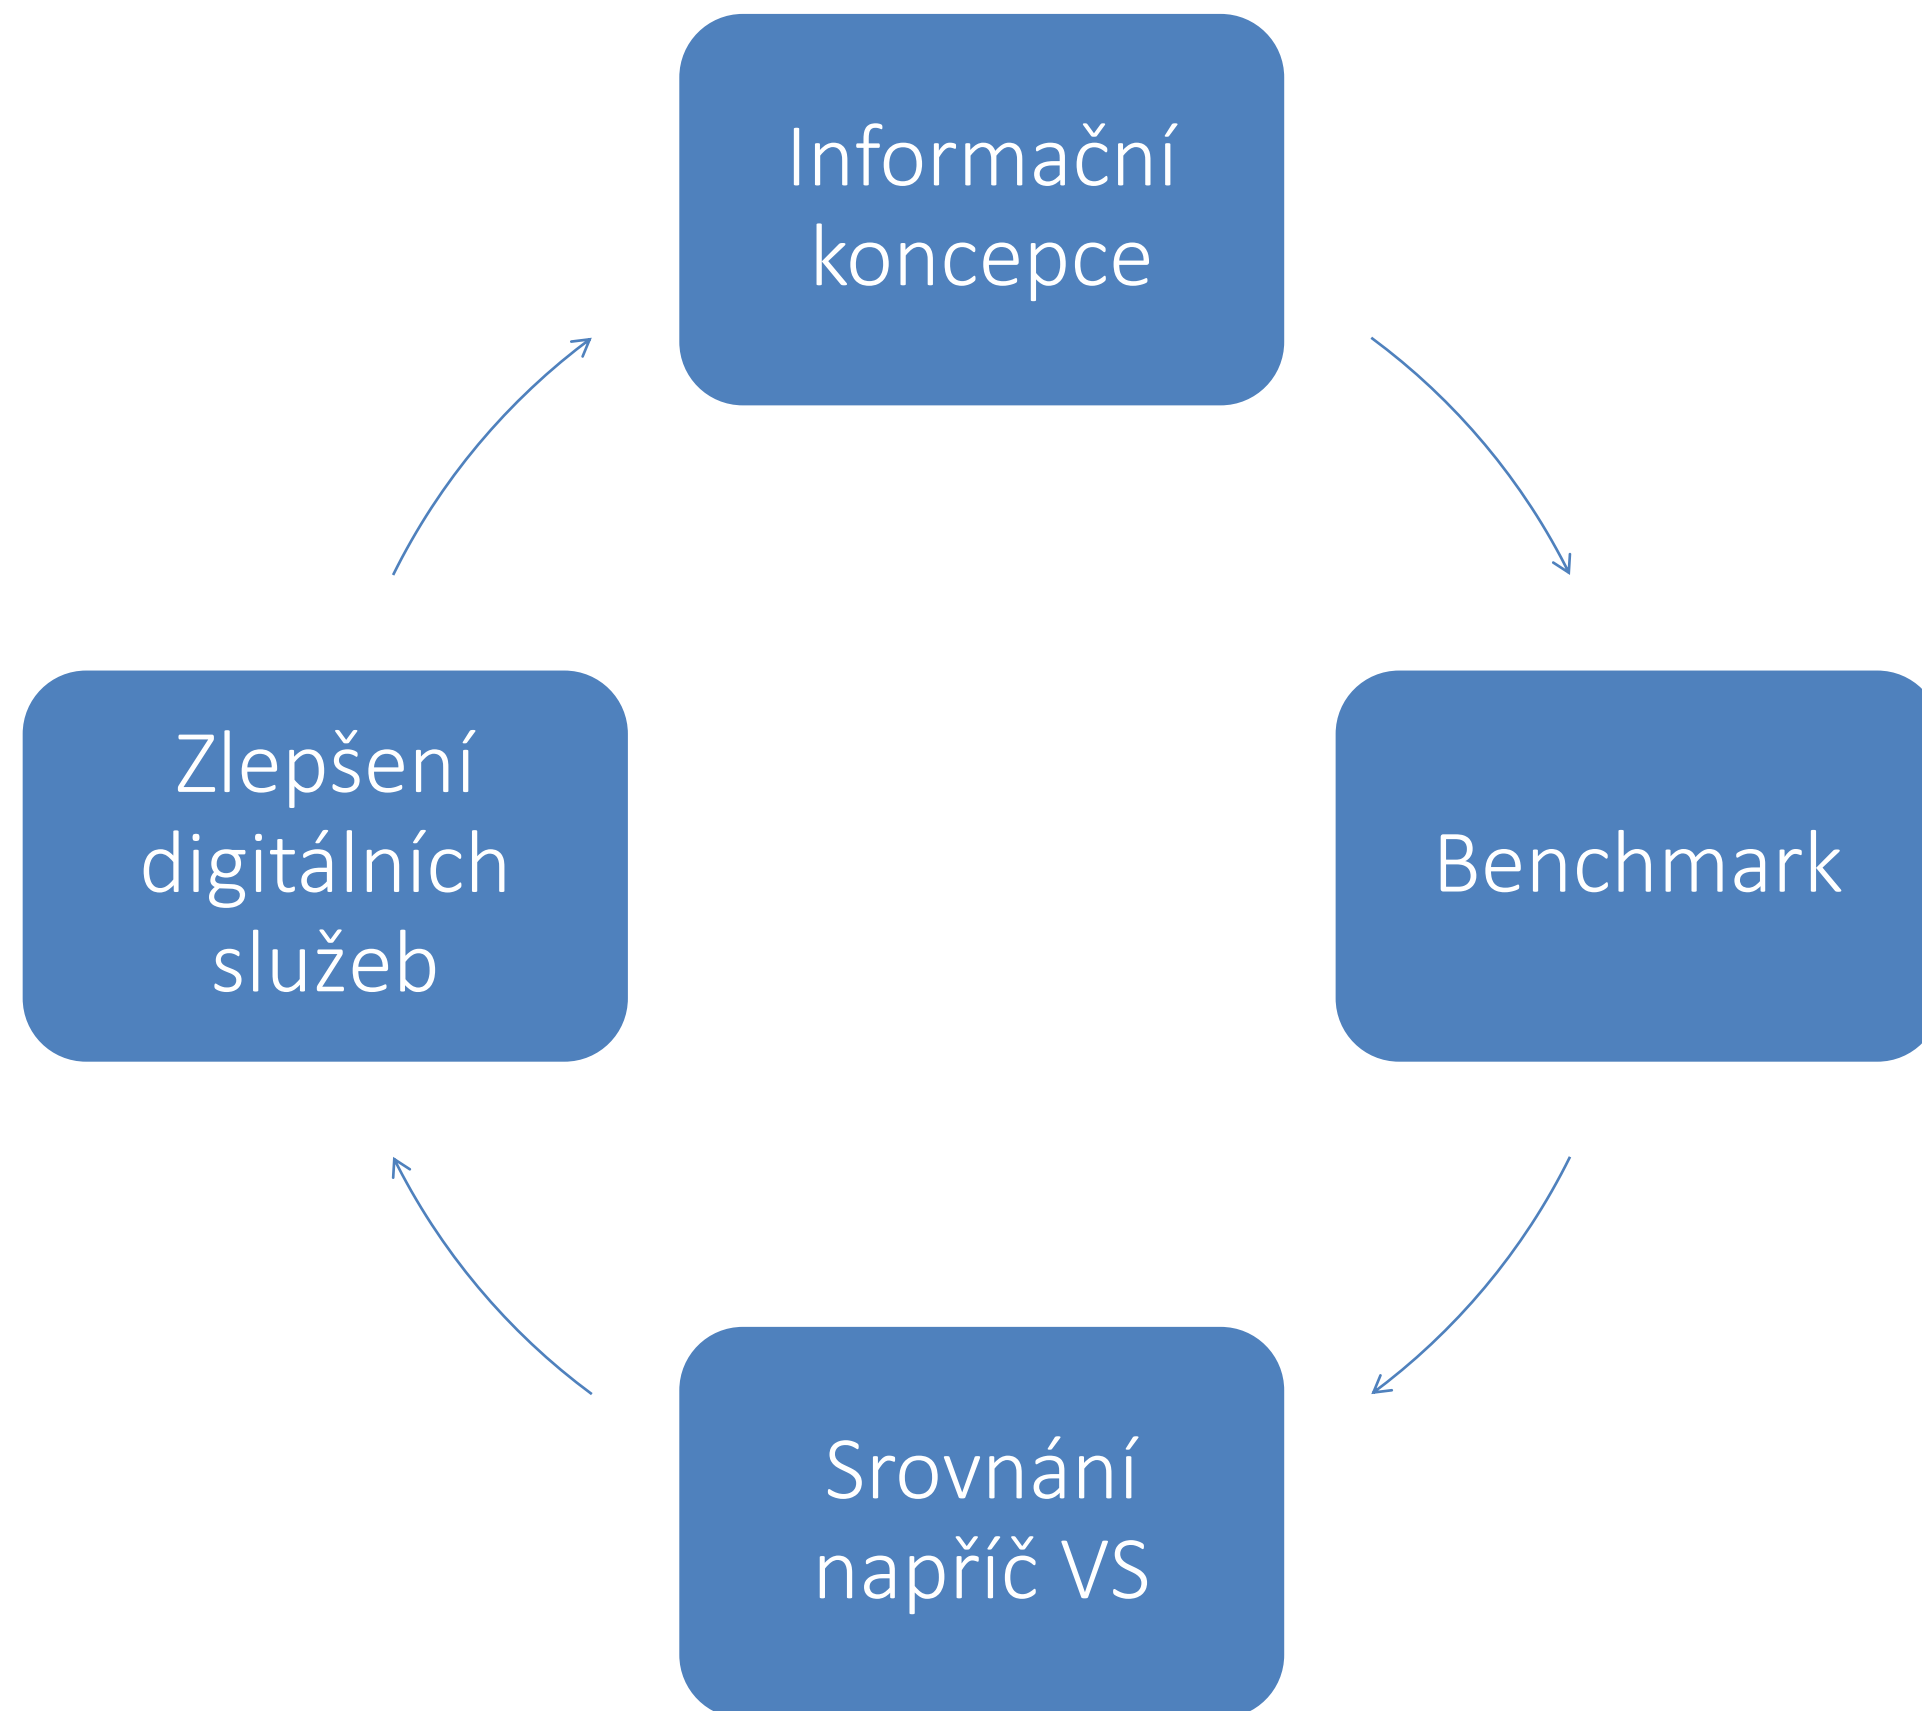 Informační
koncepce
Zlepšení
digitálních
služeb
Benchmark
Srovnání
napříč VS